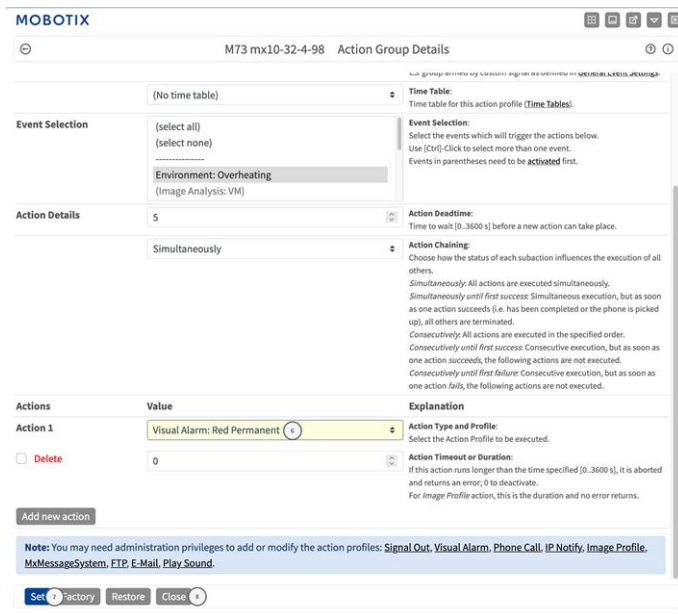 MOBOTIX
M73 mx10-32-4-98 Action Group Details
C.S. group armed by custom signal as defined in General Event Settings.
(No time table)
Time Table:
Time table for this action profile (Time Tables).
Event Selection
(select all)
(select none)
---------------
Environment: Overheating
(Image Analysis: VM)
Event Selection:
Select the events which will trigger the actions below.
Use [Ctrl]-Click to select more than one event.
Events in parentheses need to be activated first.
Action Details
5
Action Deadtime:
Time to wait [0..3600 s] before a new action can take place.
Simultaneously
Action Chaining:
Choose how the status of each subaction influences the execution of all
others.
Simultaneously: All actions are executed simultaneously.
Simultaneously until first success: Simultaneous execution, but as soon
as one action succeeds (i.e. has been completed or the phone is picked
up), all others are terminated.
Consecutively: All actions are executed in the specified order.
Consecutively until first success: Consecutive execution, but as soon as
one action succeeds, the following actions are not executed.
Consecutively until first failure: Consecutive execution, but as soon as
one action fails, the following actions are not executed.
Actions Value Explanation
Action 1
Visual Alarm: Red Permanent 6
Action Type and Profile:
Select the Action Profile to be executed.
Delete
0
Action Timeout or Duration:
If this action runs longer than the time specified [0..3600 s], it is aborted
and returns an error; 0 to deactivate.
For Image Profile action, this is the duration and no error returns.
Add new action
Note: You may need administration privileges to add or modify the action profiles: Signal Out, Visual Alarm, Phone Call, IP Notify, Image Profile,
MxMessageSystem, FTP, E-Mail, Play Sound.
Set 7 Factory Restore Close 8